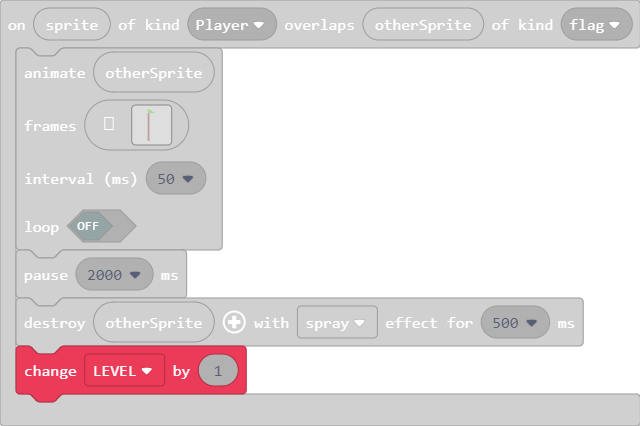 on sprite of kind Player overlaps otherSprite of kind flag
animate otherSprite
frames
interval (ms) 50
loop OFF
pause 2000 ms
destroy otherSprite with spray effect for 500 ms
change LEVEL by 1